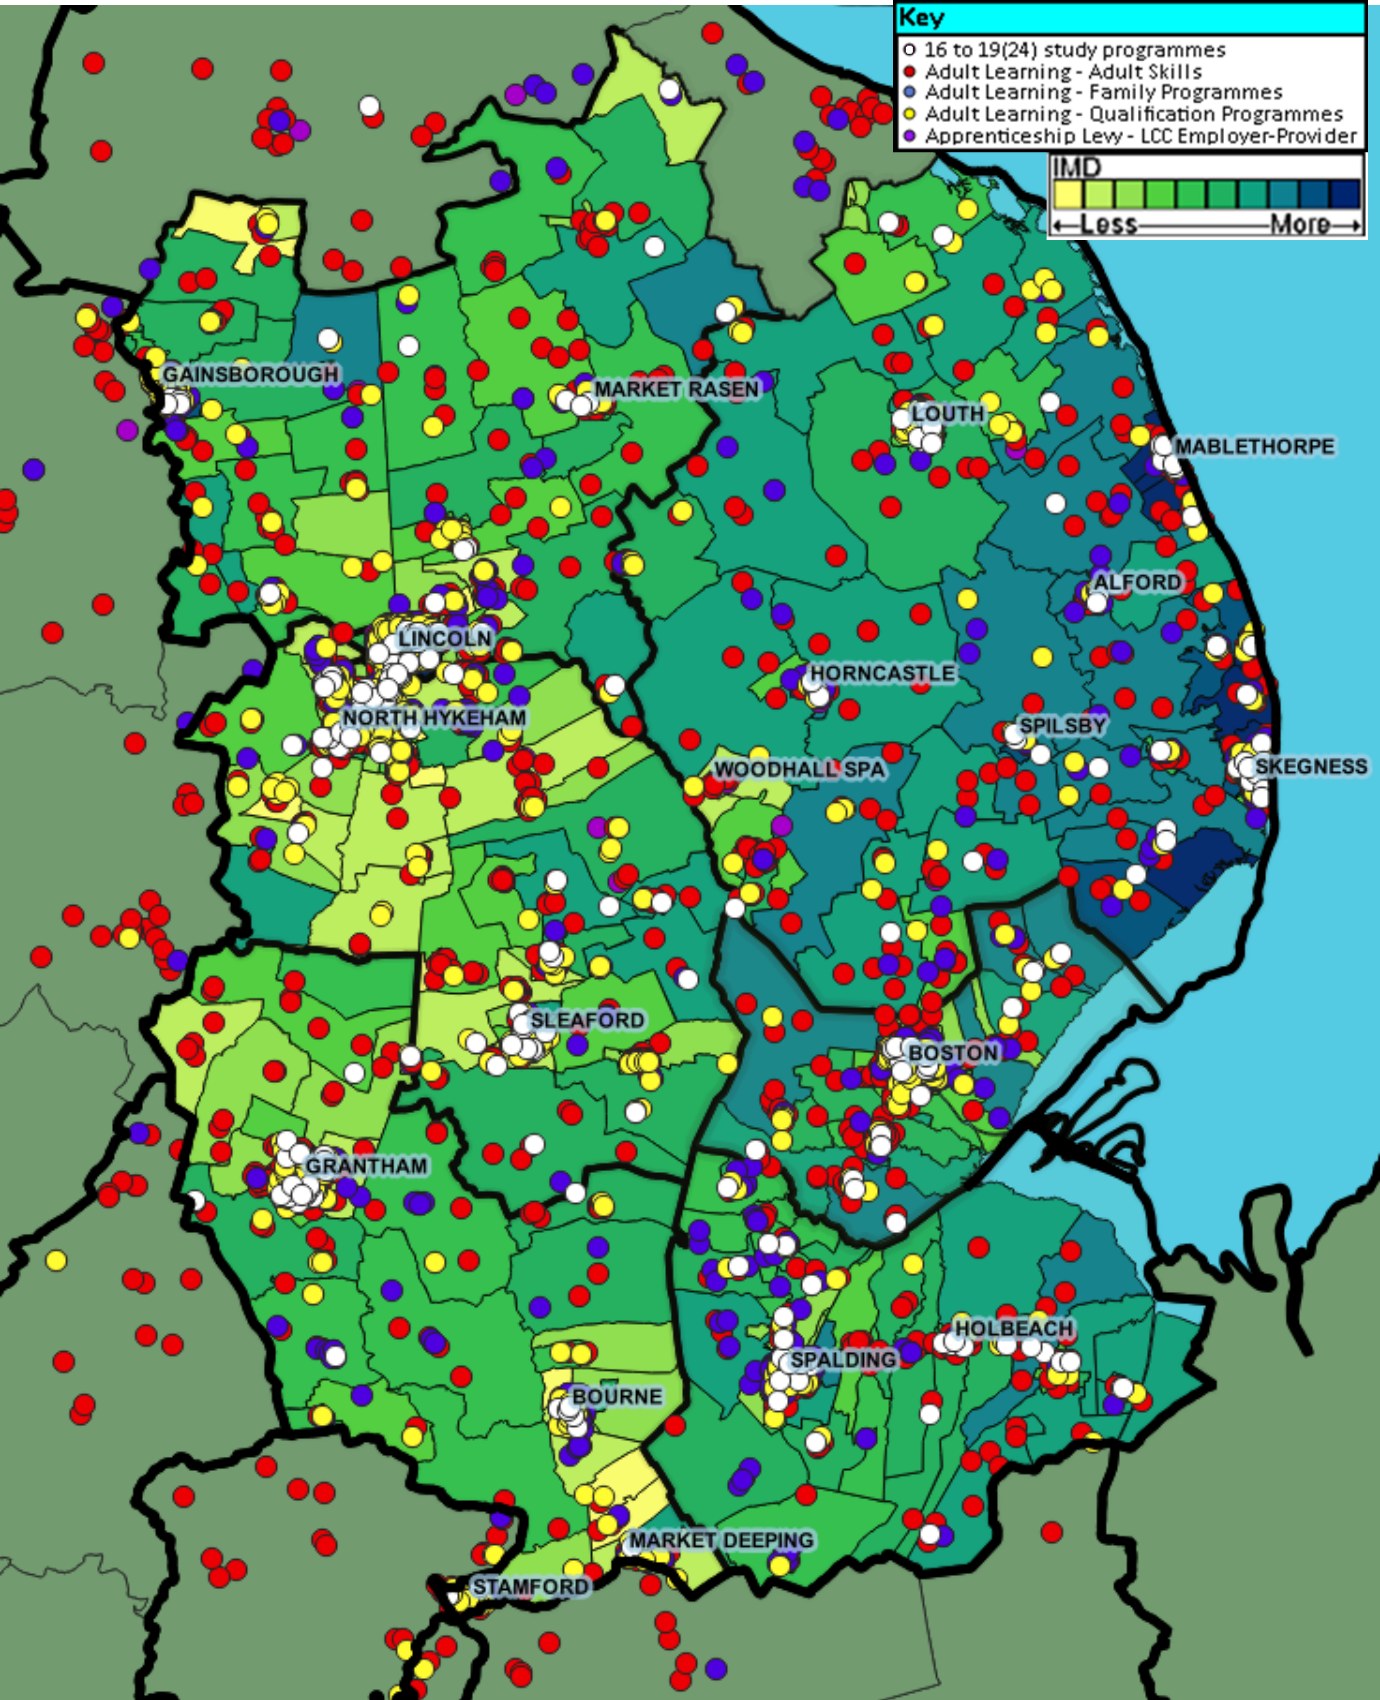 Key
16 to 19(24) study programmes
Adult Learning - Adult Skills
Adult Learning - Family Programmes
Adult Learning - Qualification Programmes
Apprenticeship Levy - LCC Employer-Provider
IMD
Less More
GAINSBOROUGH
MARKET RASEN
LOUTH
MABLETHORPE
ALFORD
LINCOLN
HORNCASTLE
NORTH HYKEHAM
SPILSBY
WOODHALL SPA
SKEGNESS
SLEAFORD
BOSTON
GRANTHAM
HOLBEACH
SPALDING
BOURNE
MARKET DEEPING
STAMFORD